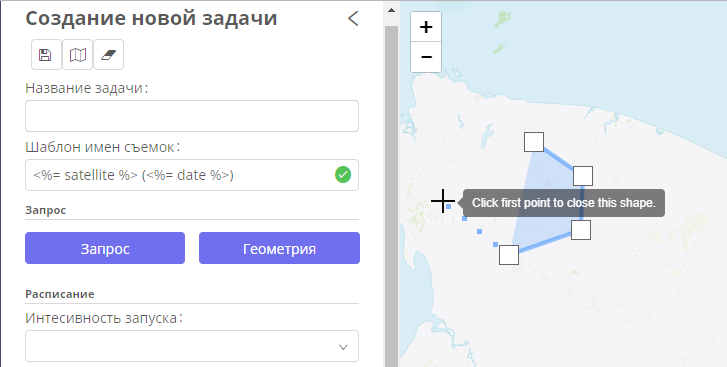 Создание новой задачи
Название задачи:
Шаблон имен съемок:
<%= satellite %> (<%= date %>)
Запрос
Запрос Геометрия
Расписание
Интесивность запуска:
+
-
Click first point to close this shape.